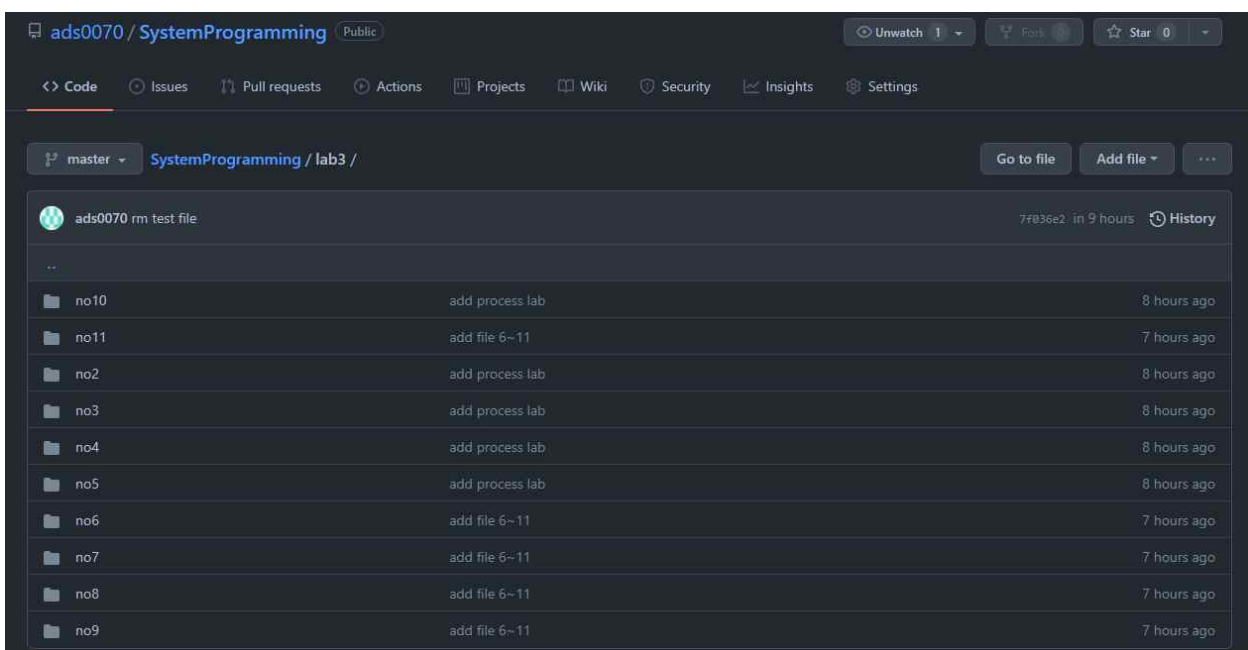 ads0070 / SystemProgramming Public Unwatch 1 Fork 0 Star 0
<> Code Issues Pull requests Actions Projects Wiki Security Insights Settings
master SystemProgramming / lab3 / Go to file Add file ...
ads0070 rm test file 7f036e2 in 9 hours History
..
no10 add process lab 8 hours ago
no11 add file 6~11 7 hours ago
no2 add process lab 8 hours ago
no3 add process lab 8 hours ago
no4 add process lab 8 hours ago
no5 add process lab 8 hours ago
no6 add file 6~11 7 hours ago
no7 add file 6~11 7 hours ago
no8 add file 6~11 7 hours ago
no9 add file 6~11 7 hours ago